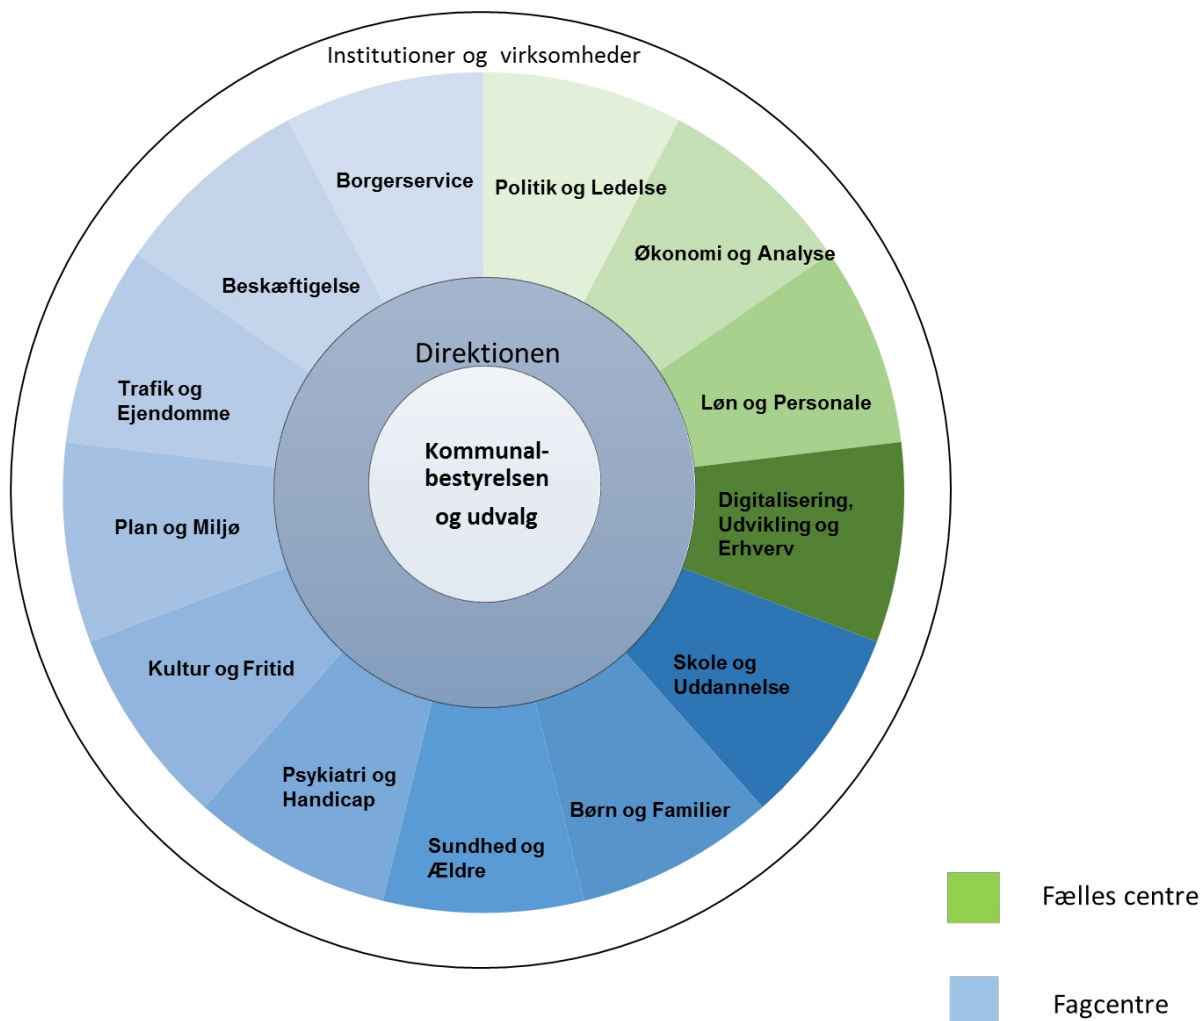 Institutioner og virksomheder
Borgerservice
Politik og Ledelse
Økonomi og Analyse
Beskæftigelse
Direktionen
Trafik og
Ejendomme
Løn og Personale
Kommunal-
bestyrelsen
og udvalg
Digitalisering,
Udvikling og
Erhverv
Plan og Miljø
Skole og
Uddannelse
Kultur og Fritid
Psykiatri og
Handicap
Børn og Familier
Sundhed og
Ældre
Fælles centre
Fagcentre